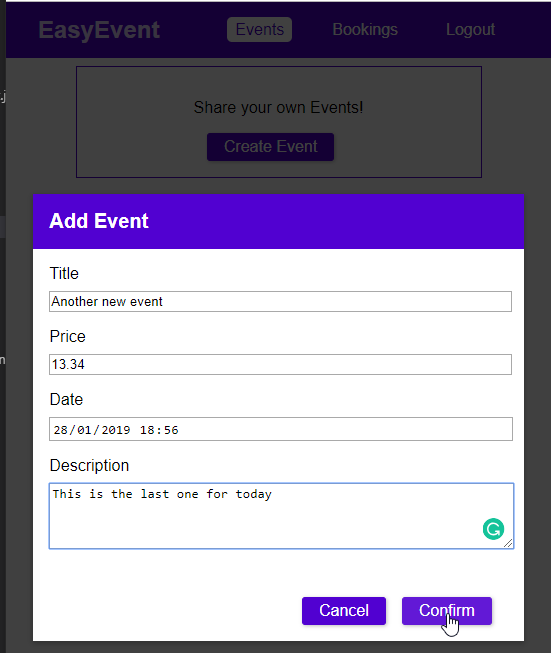 EasyEvent Events Bookings Logout
.j
Share your own Events!
Create Event
Add Event
Title
Another new event
Price
13.34
n
Date
28/01/2019 18:56
Description
This is the last one for today
Cancel Confirm